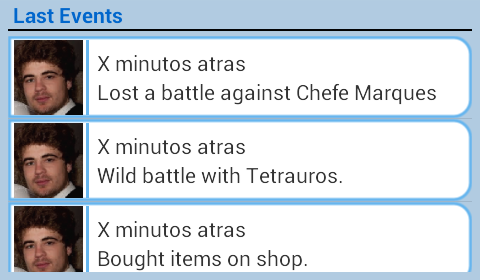 Last Events
X minutos atras
Lost a battle against Chefe Marques
X minutos atras
Wild battle with Tetrauros.
X minutos atras
Bought items on shop.